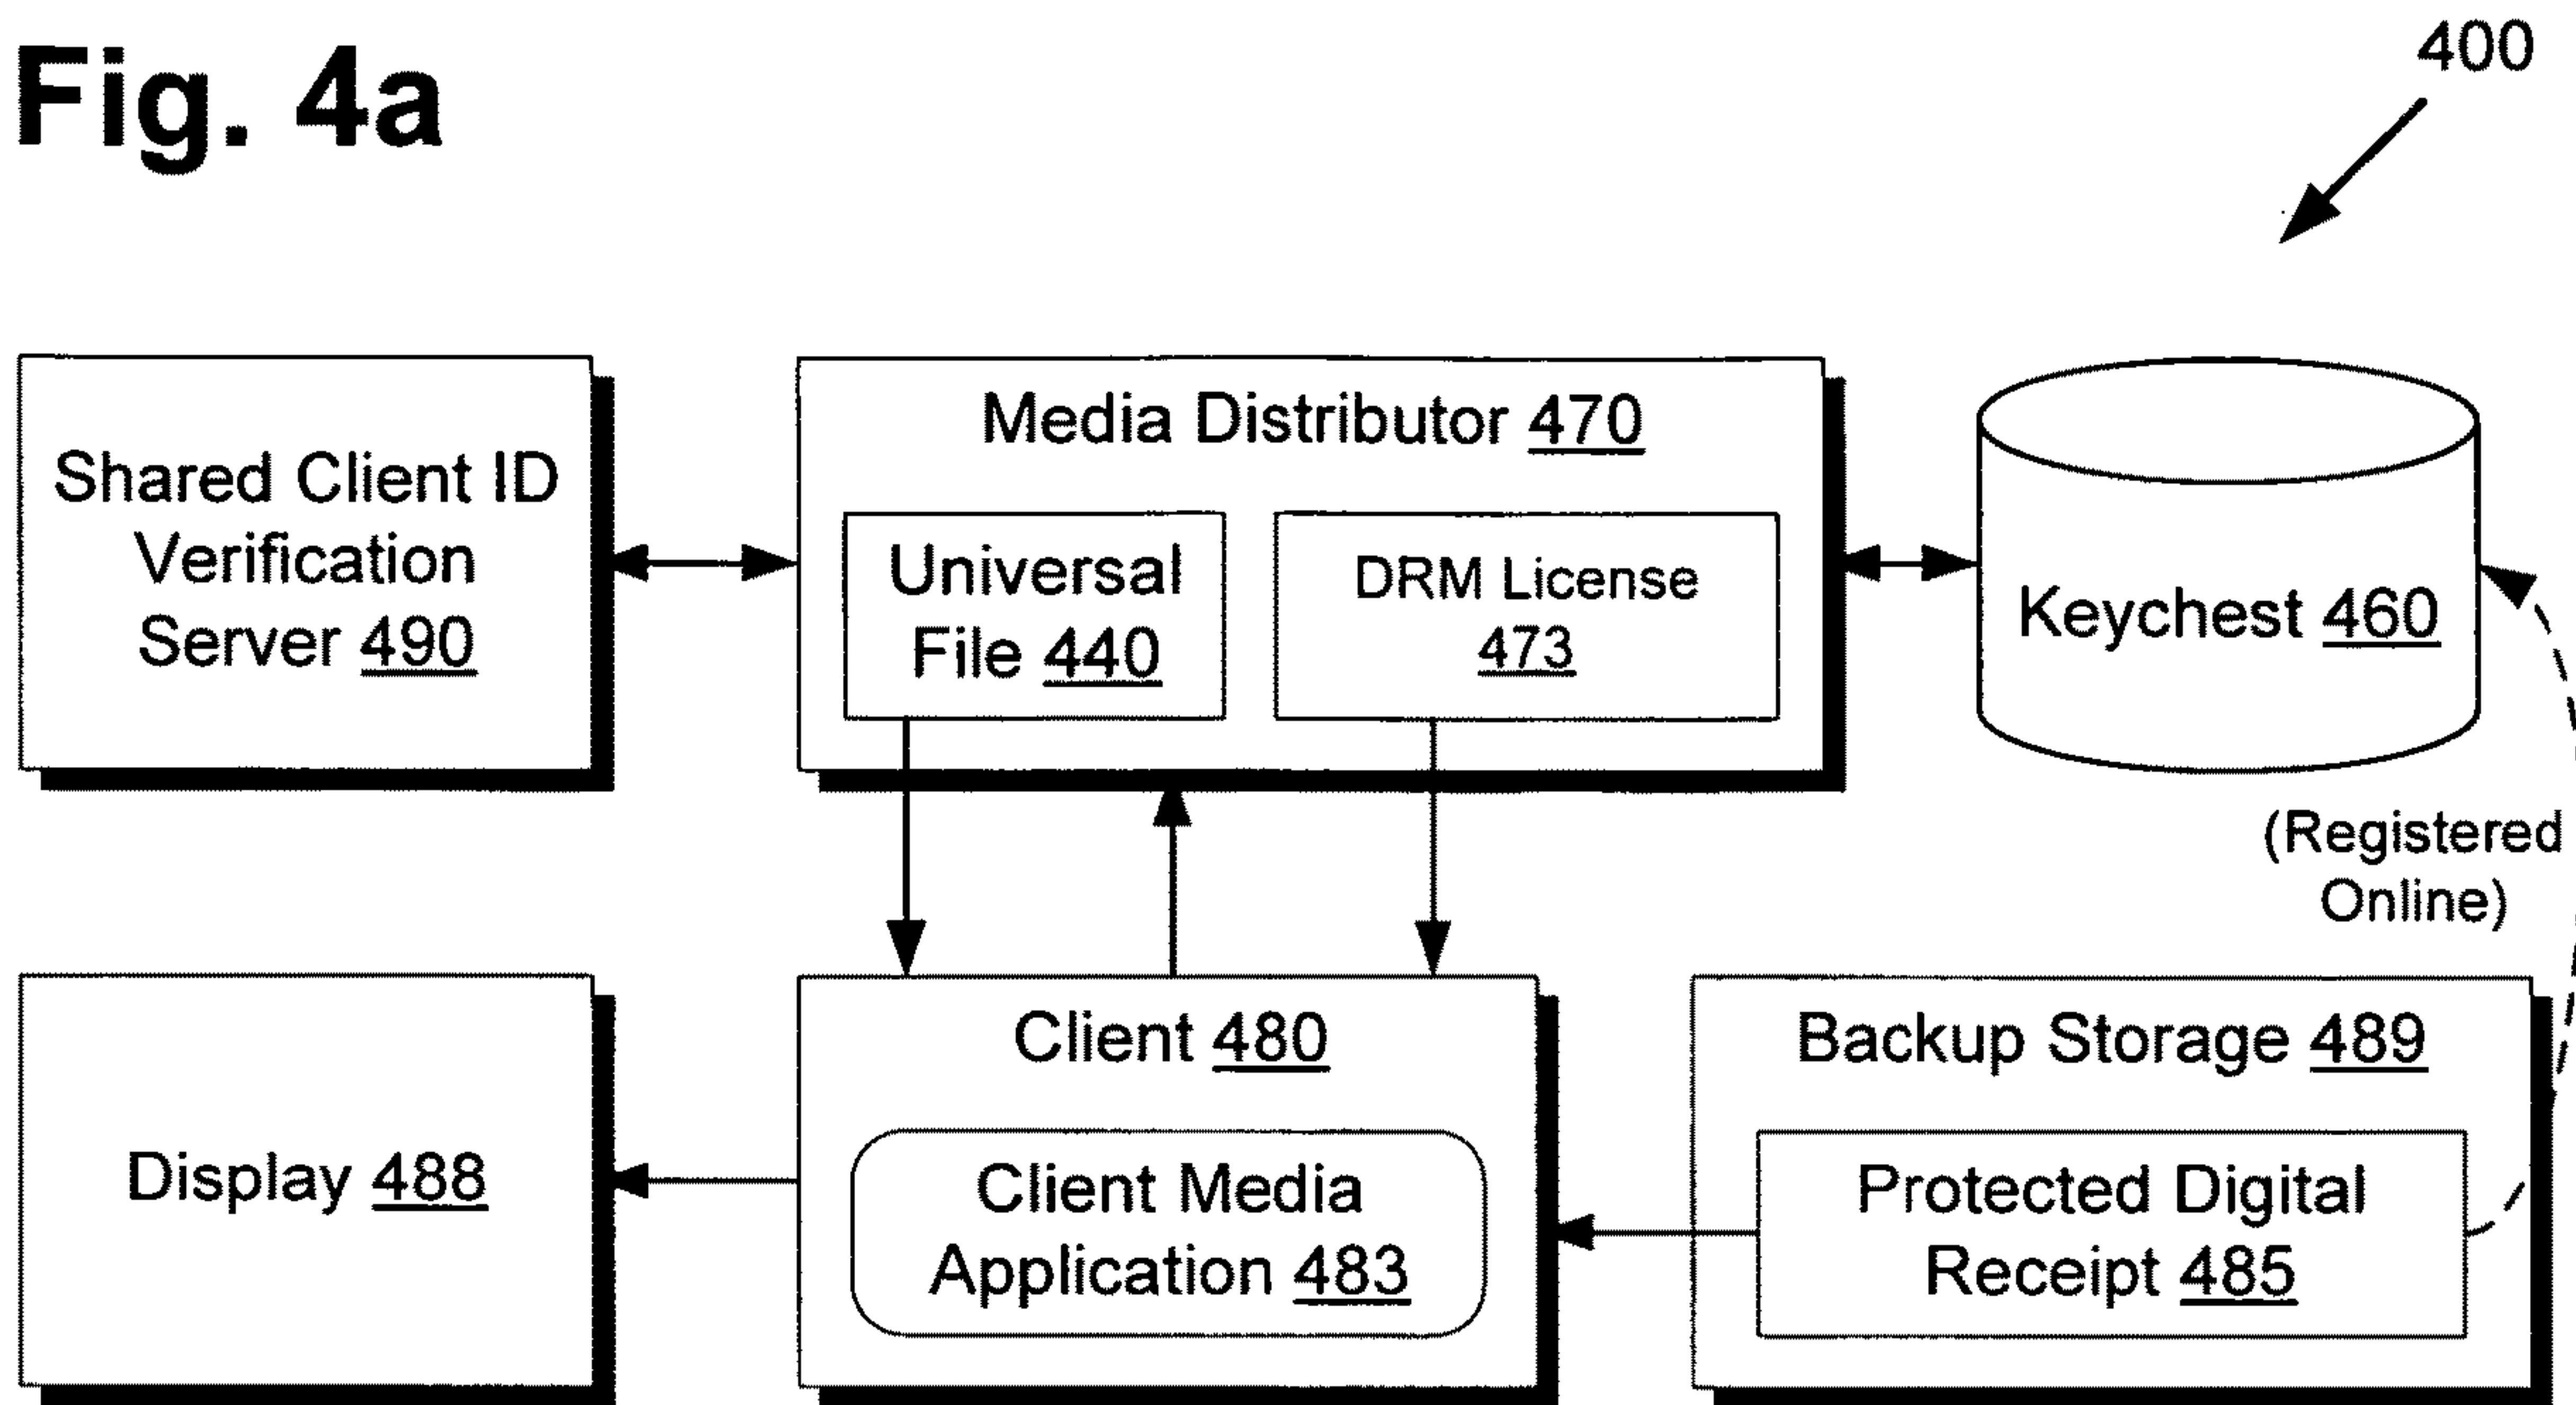 Fig. 4a
400
Shared Client ID
Verification
Server 490
Media Distributor 470
Universal
File 440
DRM License
473
Keychest 460
(Registered
Online)
Display 488
Client 480
Client Media
Application 483
Backup Storage 489
Protected Digital
Receipt 485